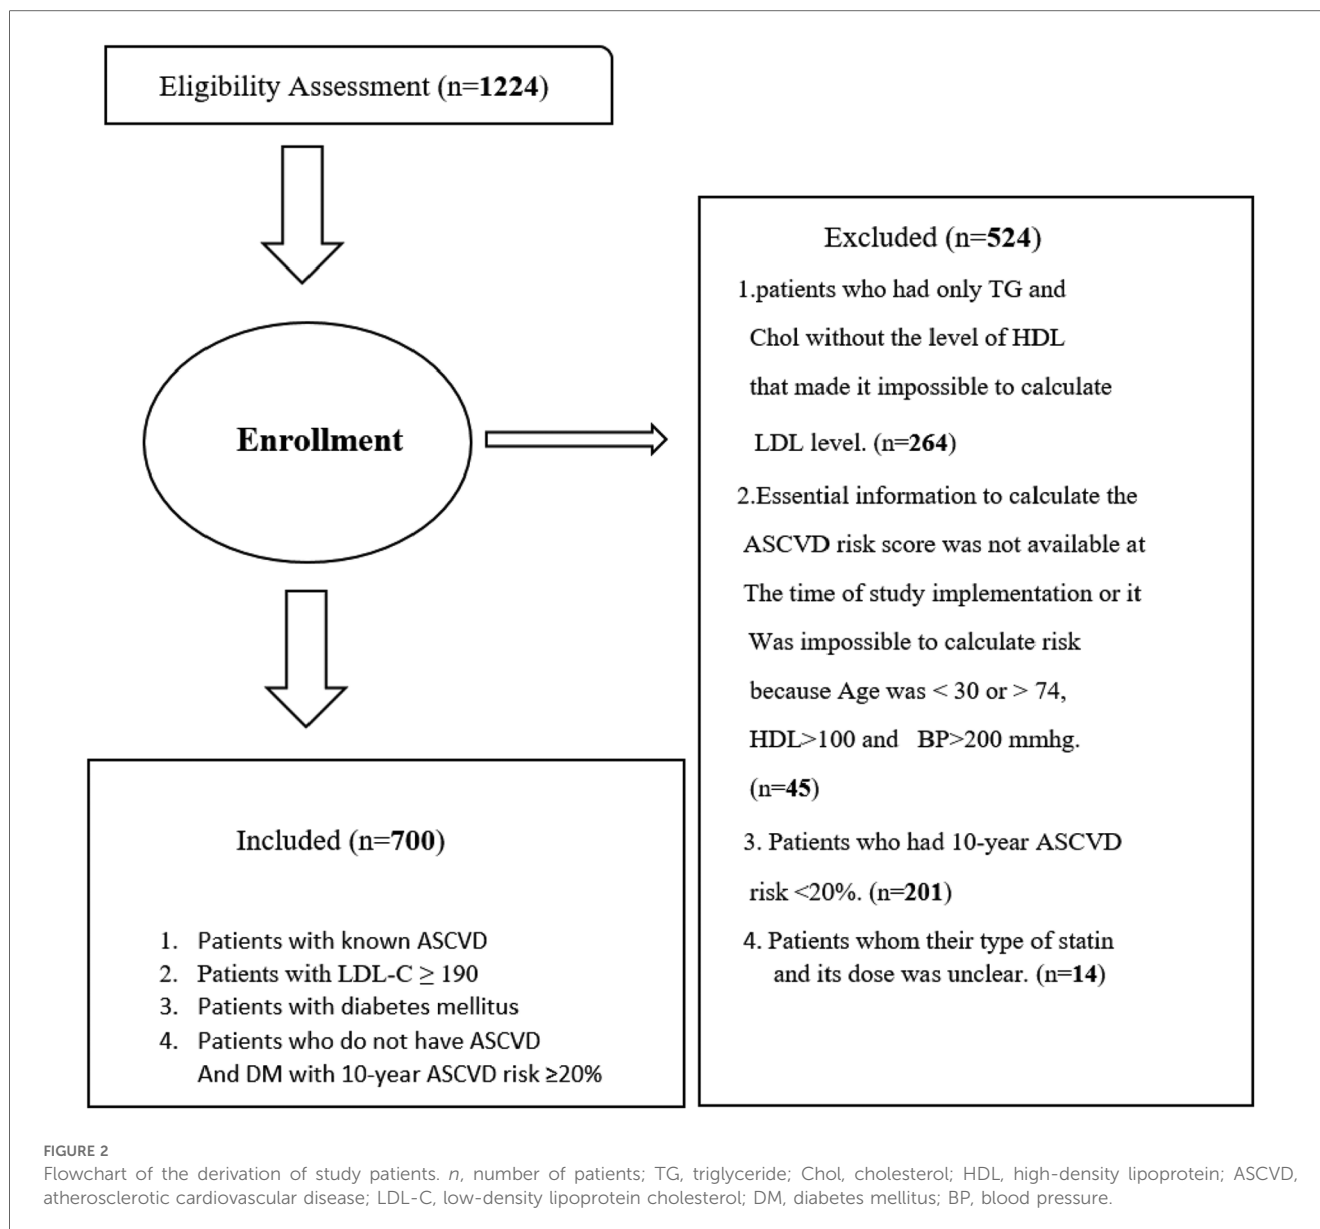 Eligibility Assessment (n=1224)
Enrollment
Excluded (n=524)
1.patients who had only TG and
Chol without the level of HDL
that made it impossible to calculate
LDL level. (n=264)
2.Essential information to calculate the
ASCVD risk score was not available at
The time of study implementation or it
Was impossible to calculate risk
because Age was < 30 or > 74,
HDL>100 and BP>200 mmhg.
(n=45)
3. Patients who had 10-year ASCVD
risk <20%. (n=201)
4. Patients whom their type of statin
and its dose was unclear. (n=14)
Included (n=700)
1. Patients with known ASCVD
2. Patients with LDL-C ≥ 190
3. Patients with diabetes mellitus
4. Patients who do not have ASCVD
And DM with 10-year ASCVD risk ≥20%
FIGURE 2
Flowchart of the derivation of study patients. n, number of patients; TG, triglyceride; Chol, cholesterol; HDL, high-density lipoprotein; ASCVD,
atherosclerotic cardiovascular disease; LDL-C, low-density lipoprotein cholesterol; DM, diabetes mellitus; BP, blood pressure.